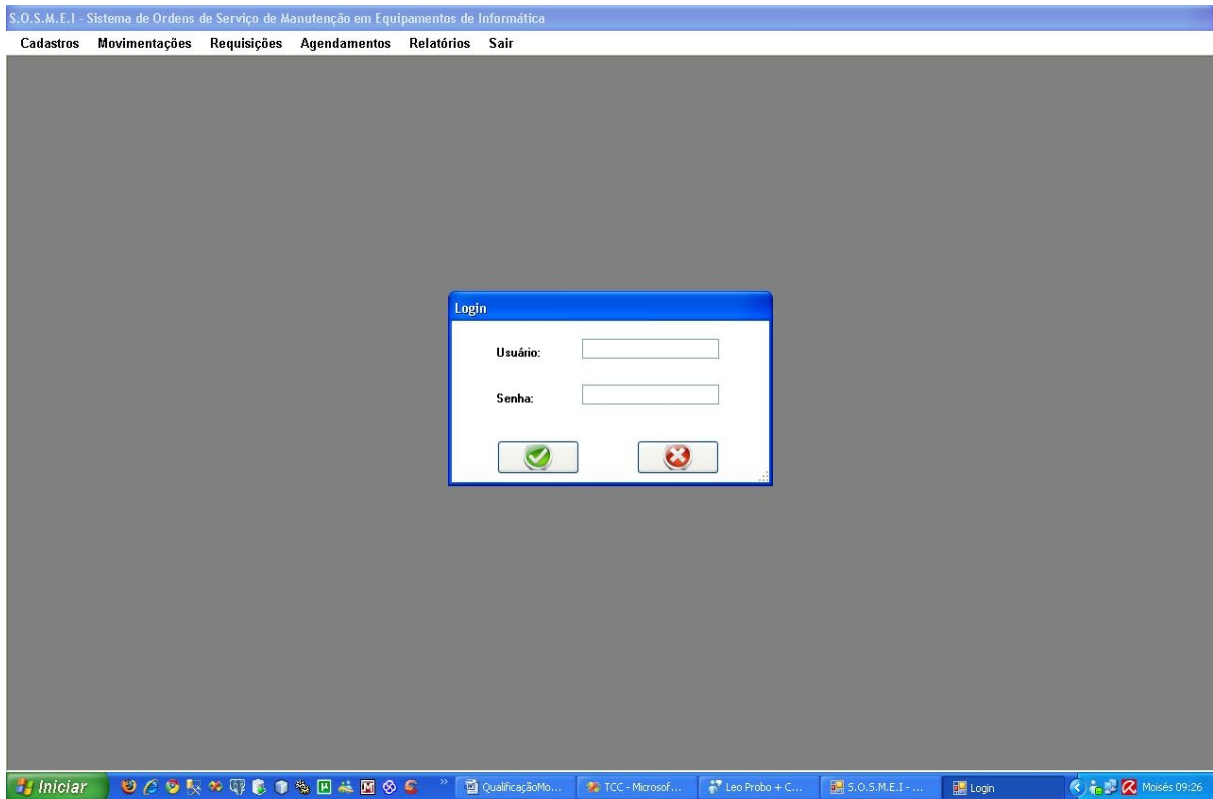 S.O.S.M.E.I - Sistema de Ordens de Serviço de Manutenção em Equipamentos de Informática
Cadastros Movimentações Requisições Agendamentos Relatórios Sair
Login
Usuário:
Senha:
Iniciar » QualificaçãoMo... TCC - Microsof... Leo Probo + C... S.O.S.M.E.I - ... Login Moisés 09:26